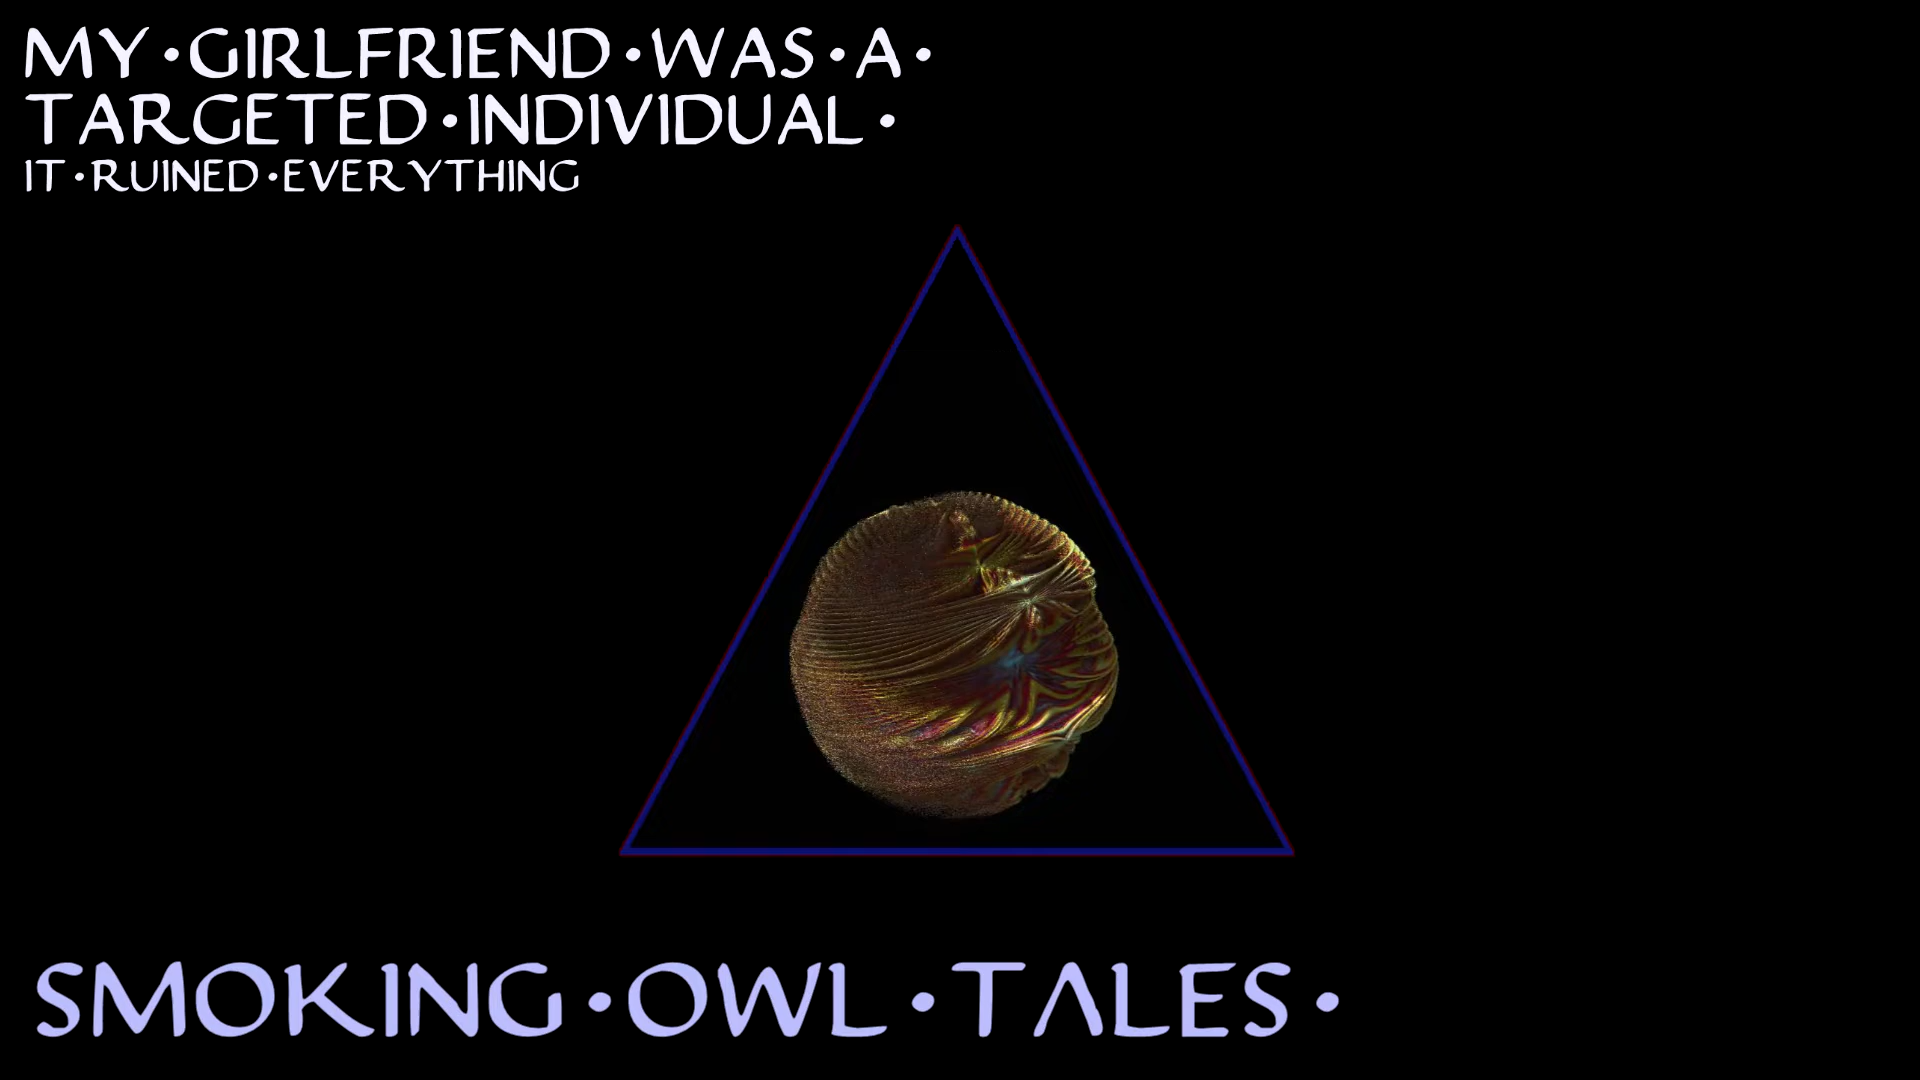 MY•GIRLFRIEND•WAS•A•
TARGETED•INDIVIDUAL•
IT•RUINED•EVERYTHING
SMOKING•OWL•TALES•